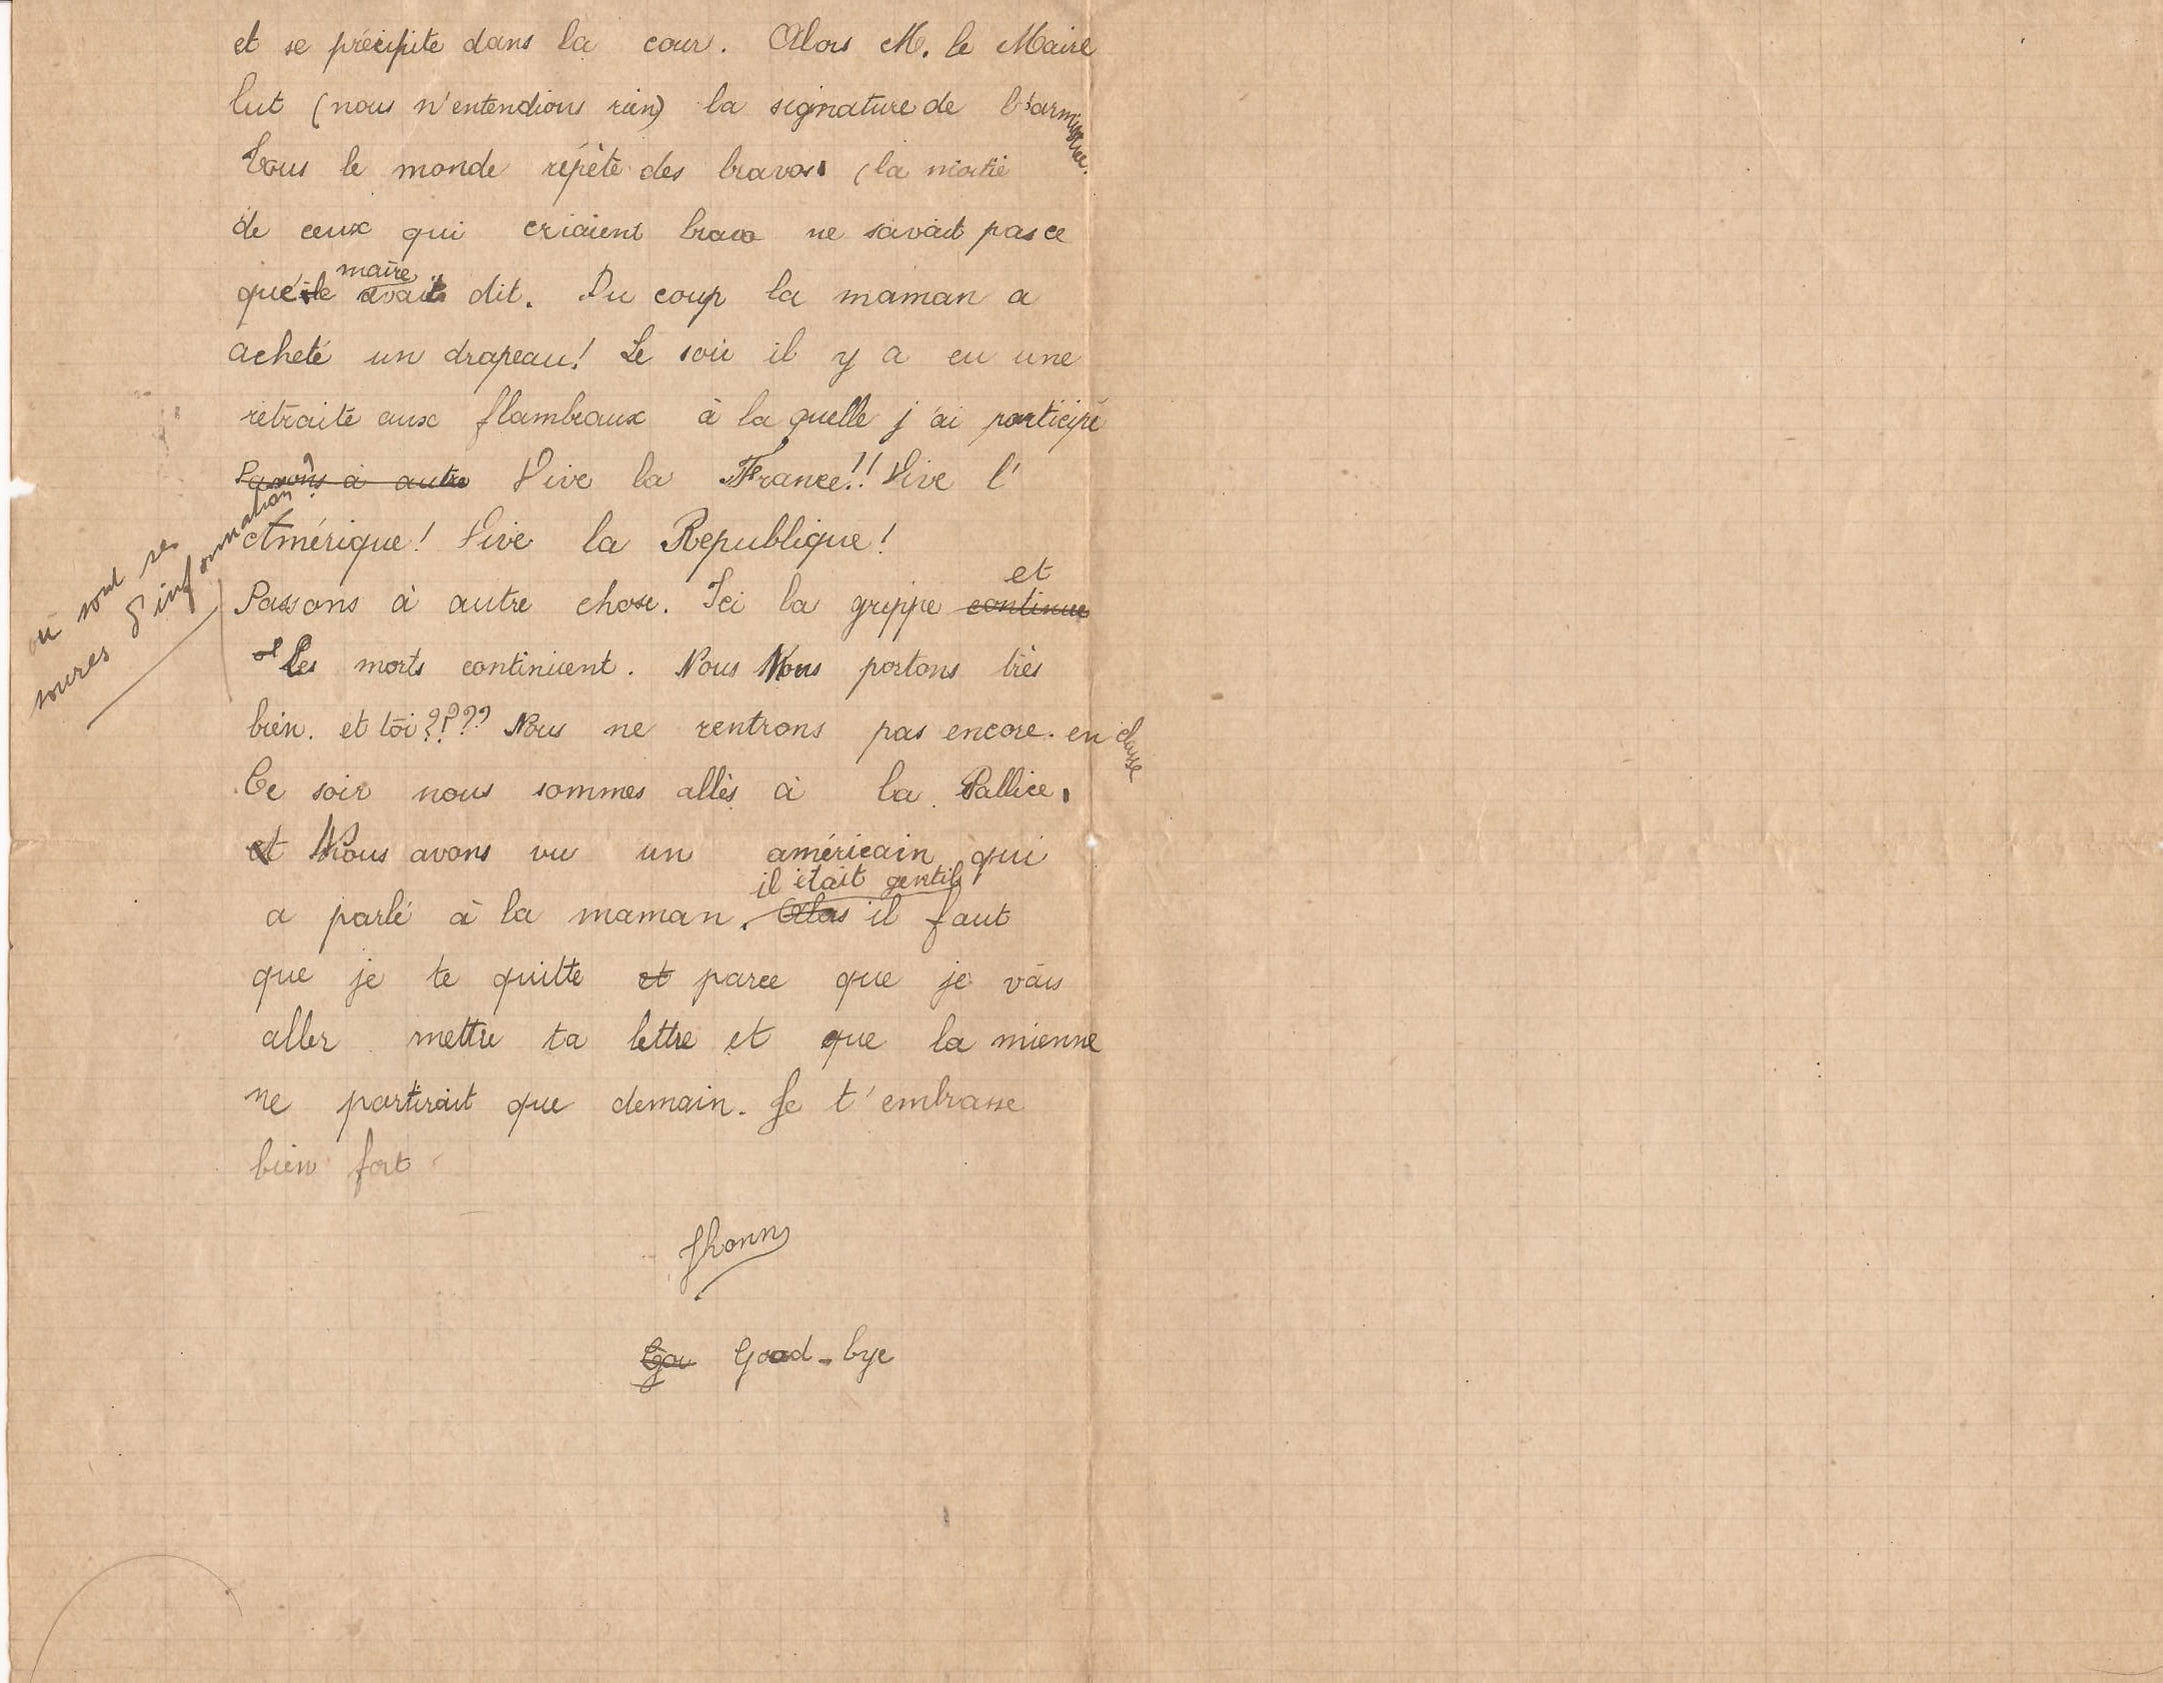 et se précipite dans la cour. Alors M. le Maire
lut (nous n'entendions rien) la signature de l'armistice.
Tous le monde répète des bravos (la moitié
de ceux qui criaient bravo ne savait pas ce
que le maire avait dit. Du coup la maman a
acheté un drapeau! Le soir il y a eu une
retraite aux flambeaux à la quelle j'ai participé
Passons à autre Vive la France!! Vive l'
Amérique! Vive la Republique!
où sont ses
sources d'information?
Passons à autre chose. Ici la grippe continue et
Les morts continuent. Nous Nous portons très
bien. et toi???? Nous ne rentrons pas encore. en classe
Ce soir nous sommes allés à la Pallice.
et Nous avons vu un américain qui
a parlé à la maman. il était gentil Alors il faut
que je te quitte et parce que je vais
aller mettre ta lettre et que la mienne
ne partirait que demain. Je t'embrasse
bien fort
Jhonn
Goo Good-bye